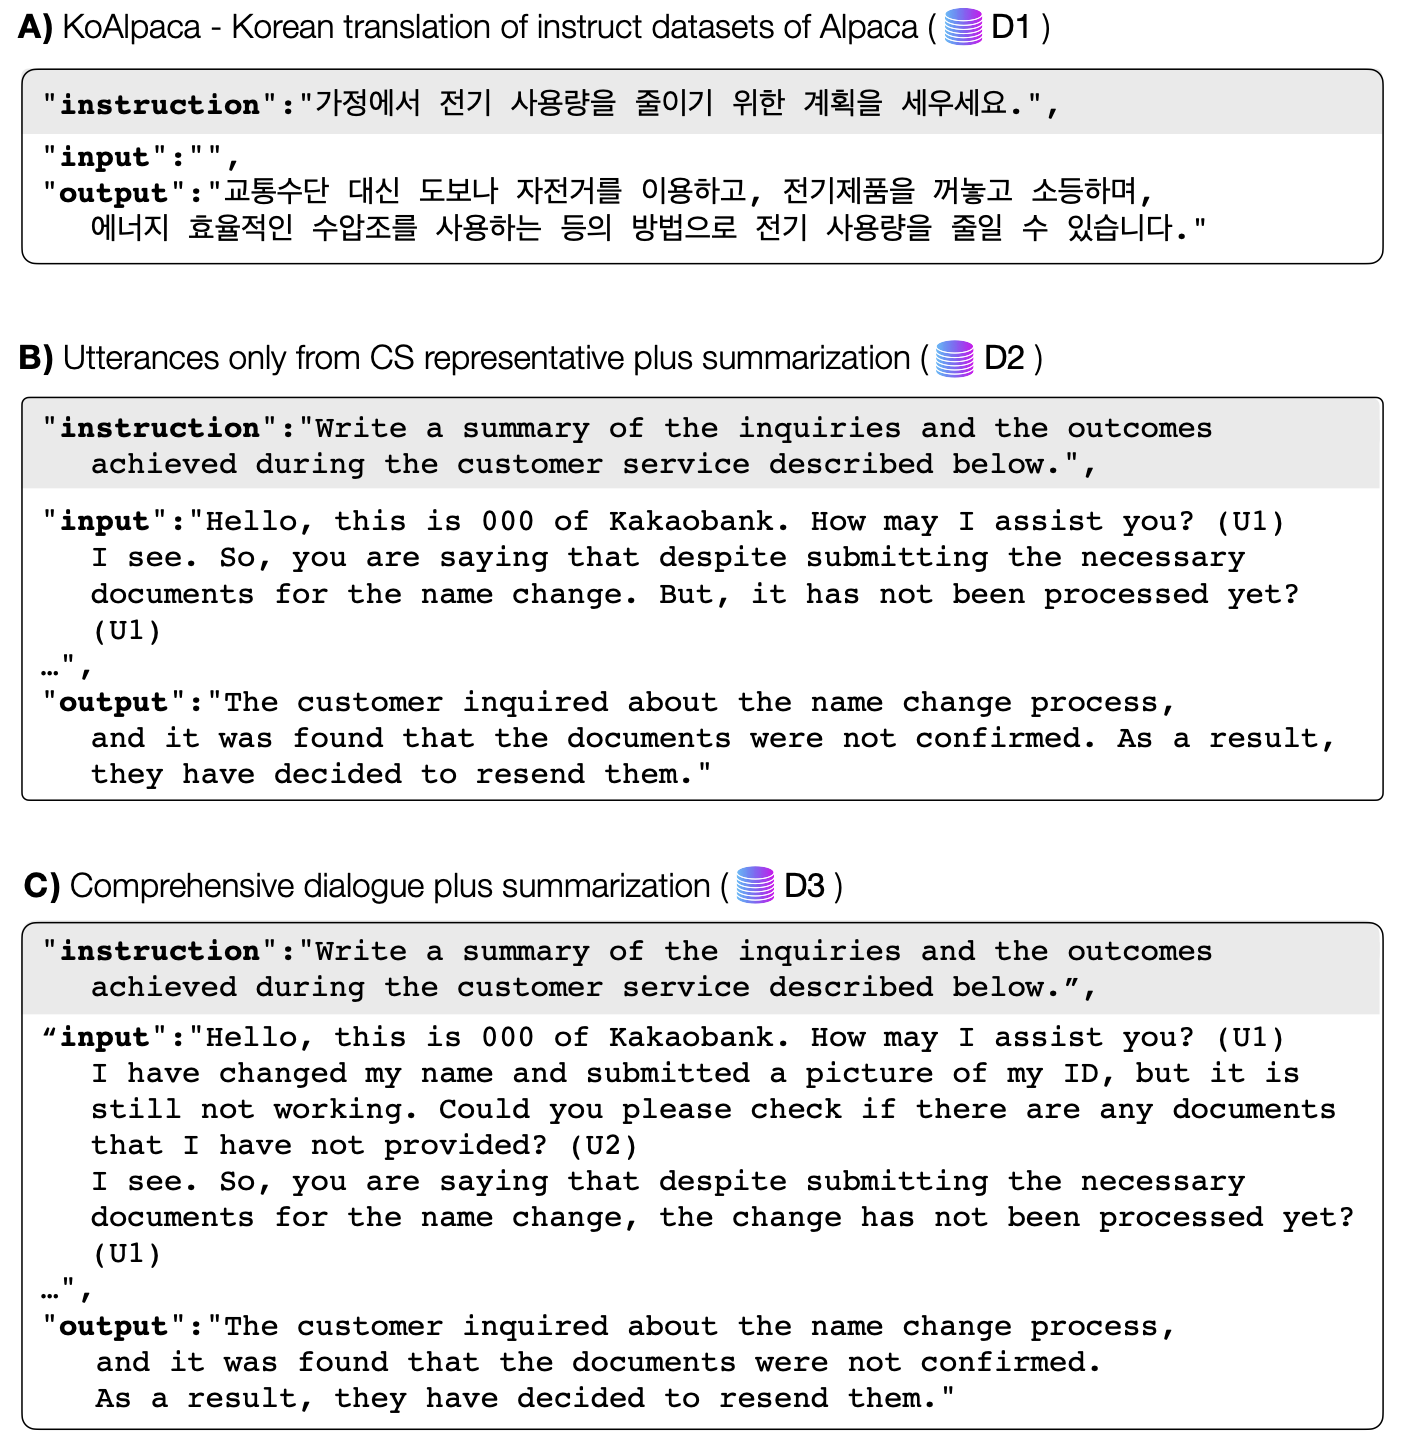 A) KoAlpaca - Korean translation of instruct datasets of Alpaca ( D1 )
"instruction":"가정에서 전기 사용량을 줄이기 위한 계획을 세우세요.",
"input":"",
"output":"교통수단 대신 도보나 자전거를 이용하고, 전기제품을 꺼놓고 소등하며,
에너지 효율적인 수압조를 사용하는 등의 방법으로 전기 사용량을 줄일 수 있습니다."
B) Utterances only from CS representative plus summarization ( D2 )
"instruction":"Write a summary of the inquiries and the outcomes
achieved during the customer service described below.",
"input":"Hello, this is 000 of Kakaobank. How may I assist you? (U1)
I see. So, you are saying that despite submitting the necessary
documents for the name change. But, it has not been processed yet?
(U1)
…",
"output":"The customer inquired about the name change process,
and it was found that the documents were not confirmed. As a result,
they have decided to resend them."
C) Comprehensive dialogue plus summarization ( D3 )
"instruction":"Write a summary of the inquiries and the outcomes
achieved during the customer service described below.”,
“input":"Hello, this is 000 of Kakaobank. How may I assist you? (U1)
I have changed my name and submitted a picture of my ID, but it is
still not working. Could you please check if there are any documents
that I have not provided? (U2)
I see. So, you are saying that despite submitting the necessary
documents for the name change, the change has not been processed yet?
(U1)
…",
"output":"The customer inquired about the name change process,
and it was found that the documents were not confirmed.
As a result, they have decided to resend them."